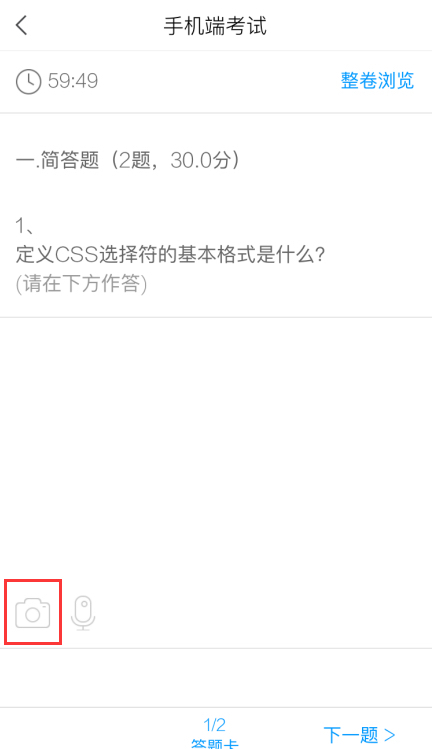 手机端考试
59:49 整卷浏览
一.简答题（2题，30.0分）
1、
定义CSS选择符的基本格式是什么?
(请在下方作答)
1/2
答题卡
下一题 >